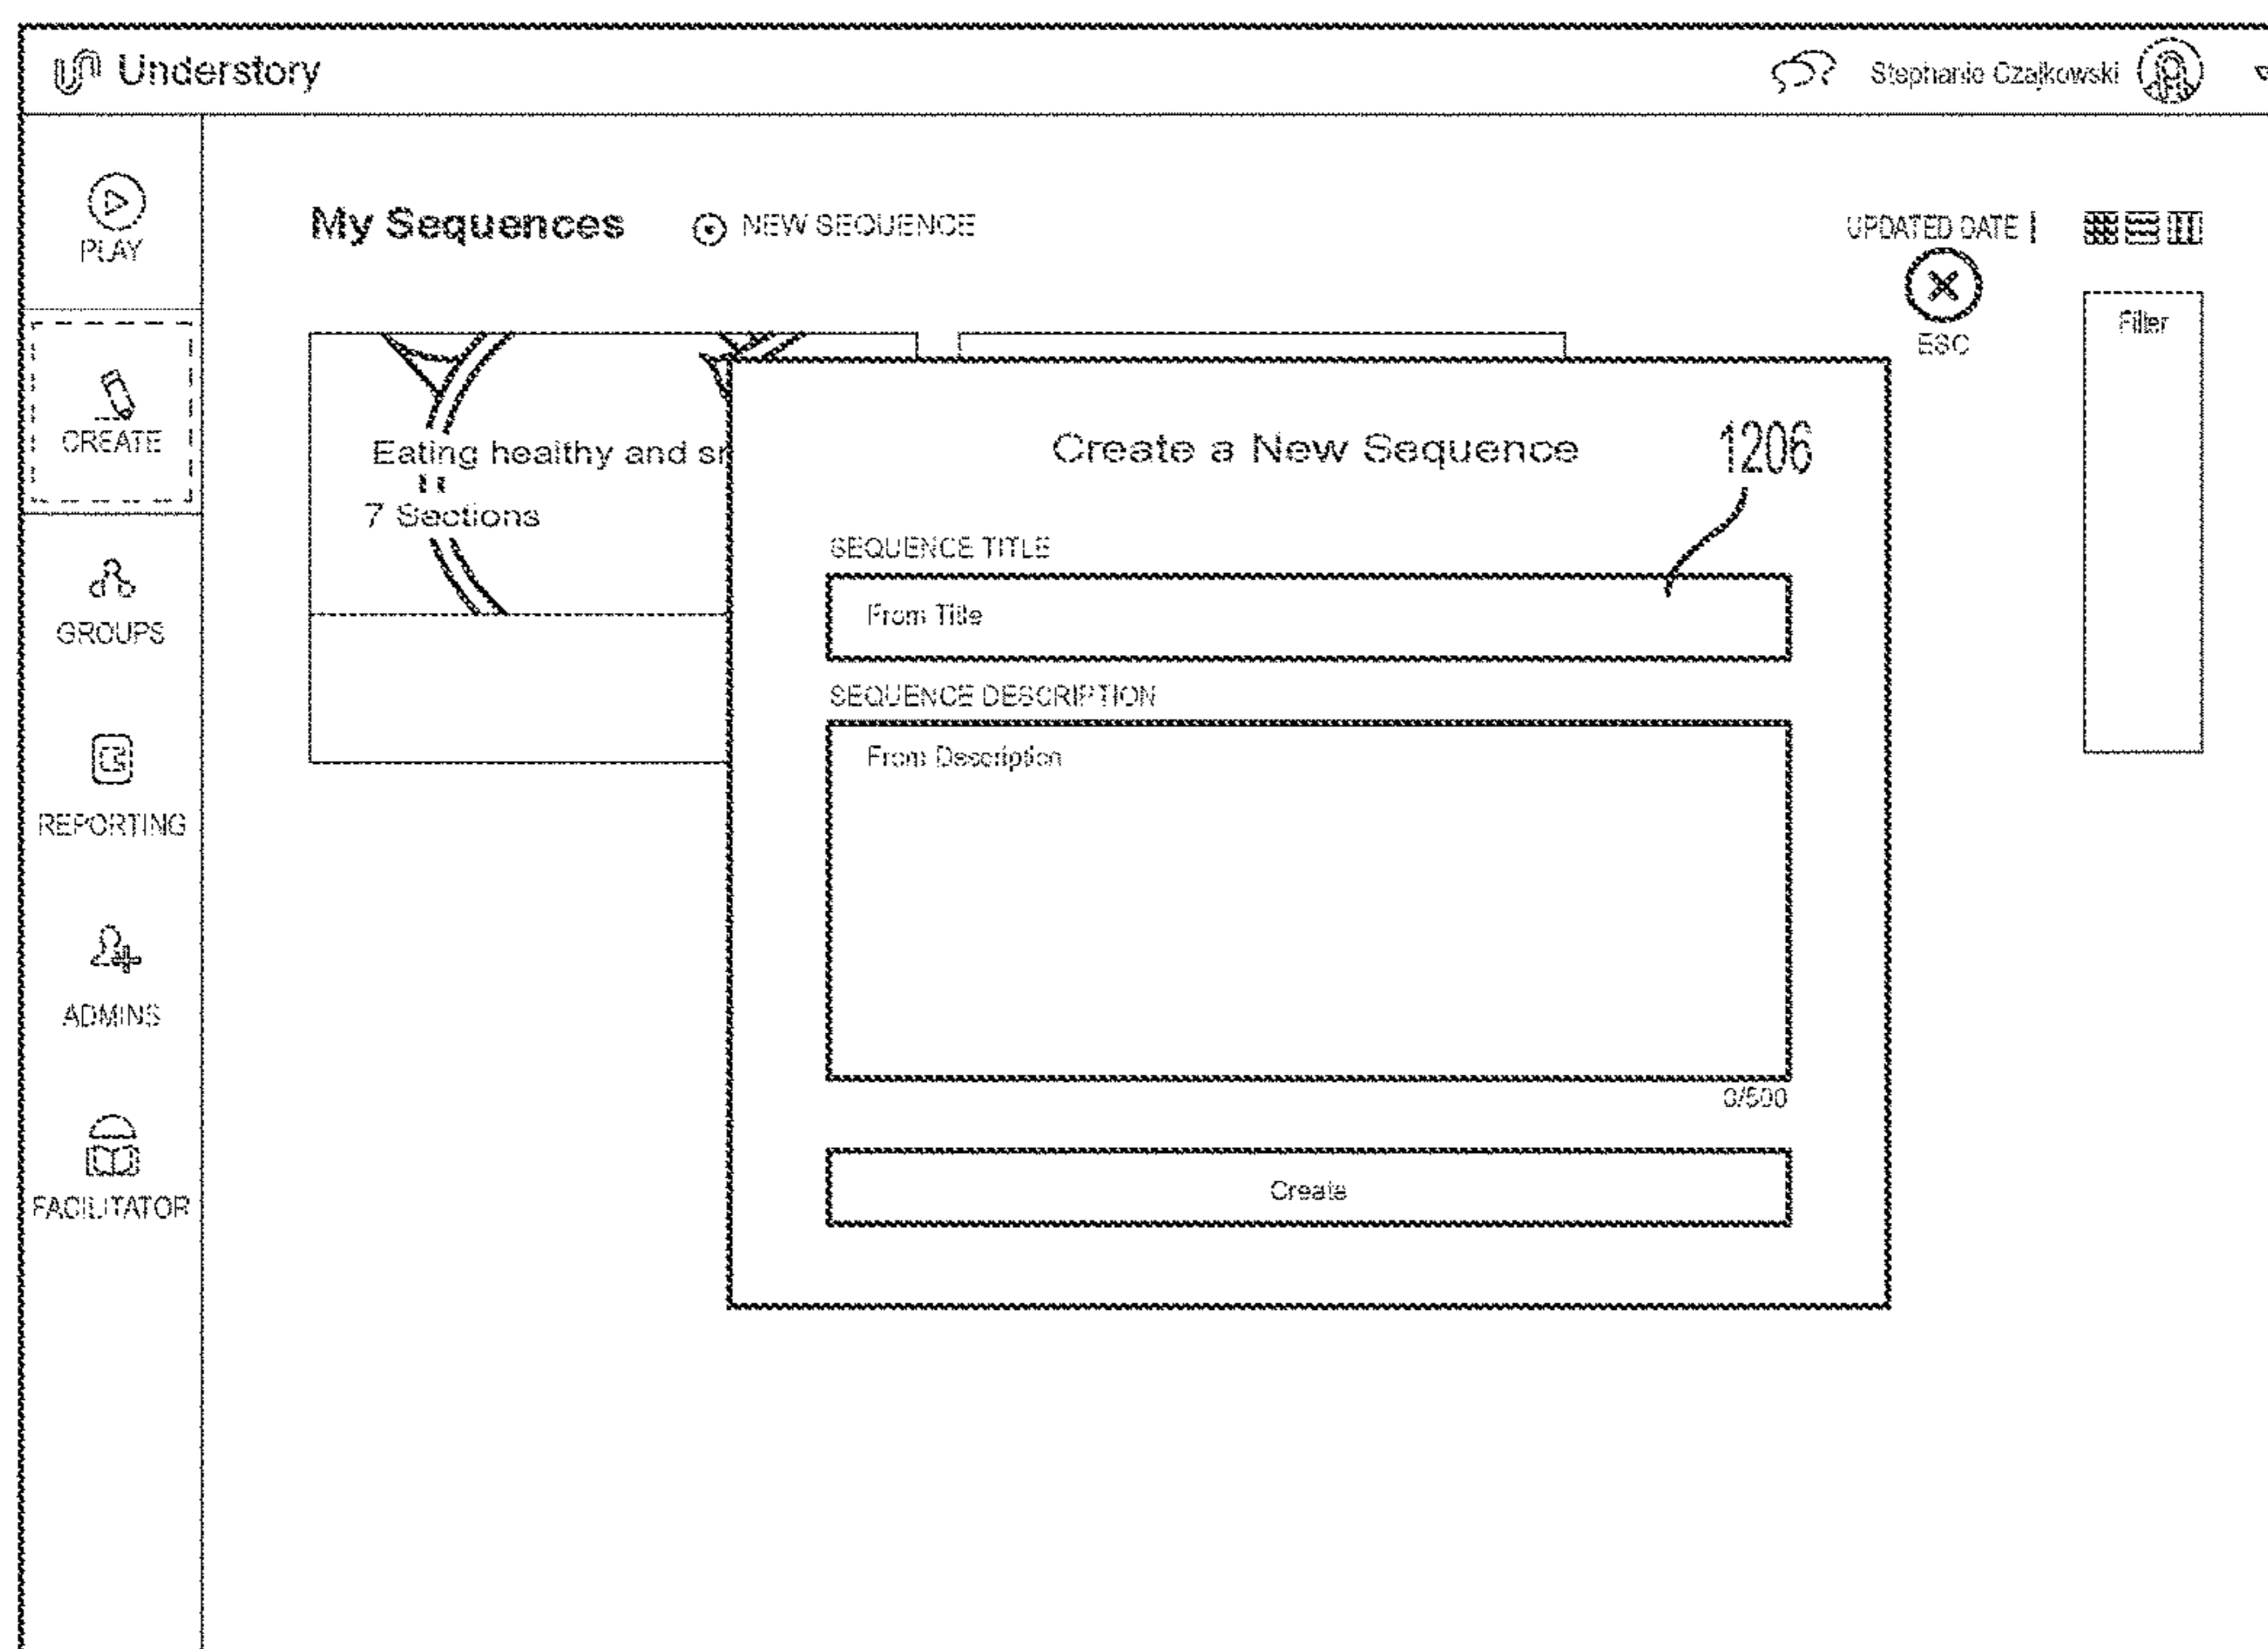 Understory
Stephanie Czajkowski
PLAY
CREATE
GROUPS
REPORTING
ADMINS
FACILITATOR
My Sequences
NEW SEQUENCE
UPDATED DATE
ESC
Filter
Eating healthy and
7 Sections
Create a New Sequence
1206
SEQUENCE TITLE
From Title
SEQUENCE DESCRIPTION
From Description
0/500
Create